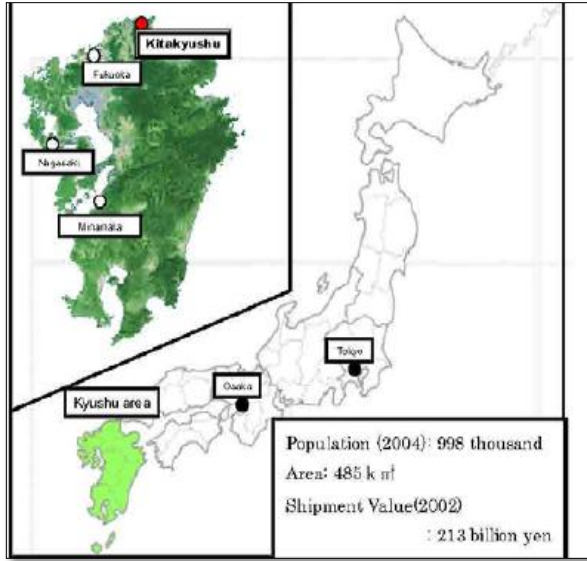 Kitakyushu
Fukuoka
Nagasaki
Minamata
Tokyo
Osaka
Kyushu area
Population (2004): 998 thousand
Area: 485 k ㎡
Shipment Value(2002)
: 213 billion yen